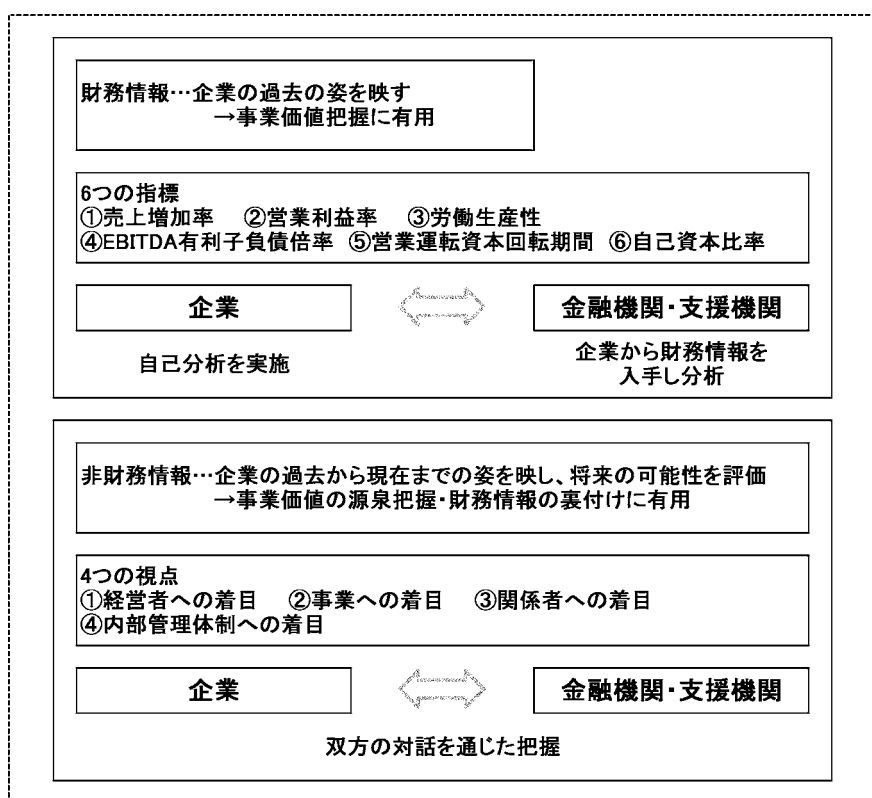 財務情報…企業の過去の姿を映す
→事業価値把握に有用
6つの指標
①売上増加率 ②営業利益率 ③労働生産性
④EBITDA有利子負債倍率 ⑤営業運転資本回転期間 ⑥自己資本比率
企業
金融機関・支援機関
自己分析を実施
企業から財務情報を
入手し分析
非財務情報…企業の過去から現在までの姿を映し、将来の可能性を評価
→事業価値の源泉把握・財務情報の裏付けに有用
4つの視点
①経営者への着目 ②事業への着目 ③関係者への着目
④内部管理体制への着目
企業
金融機関・支援機関
双方の対話を通じた把握